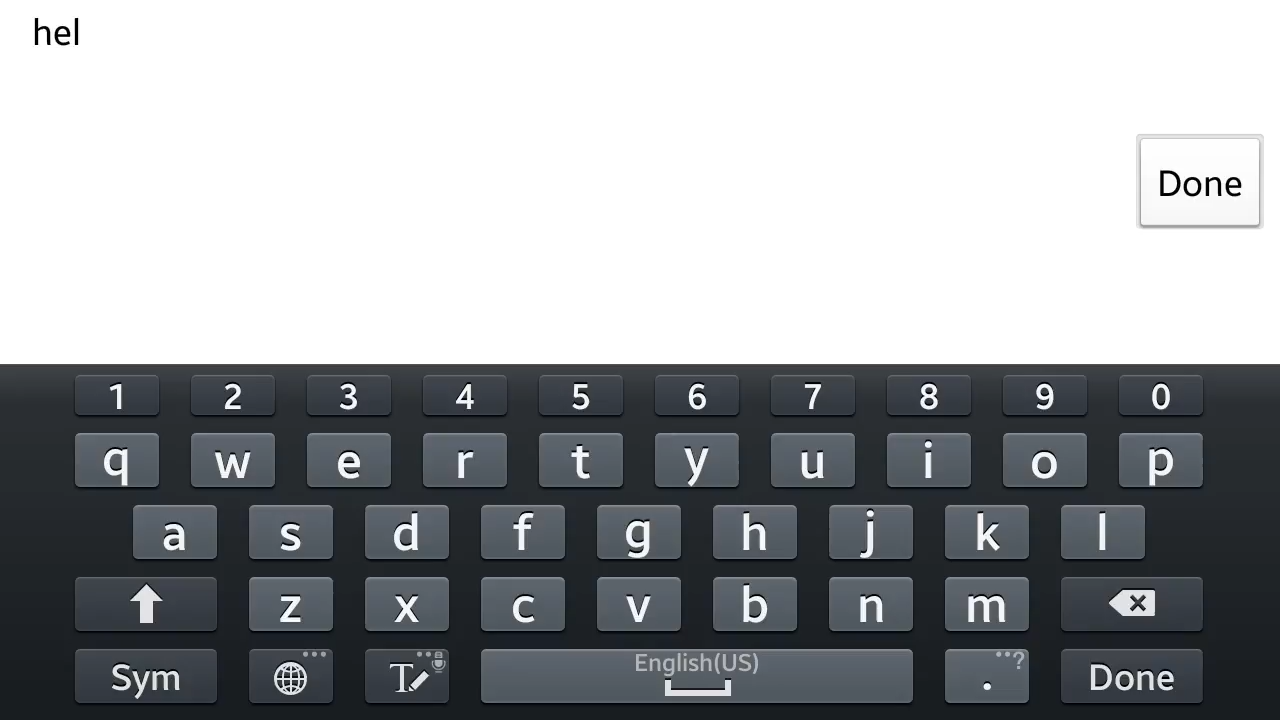 hel
Done
1 2 3 4 5 6 7 8 9 0
q w e r t y u i o p
a s d f g h j k l
z x c v b n m
Sym T English(US) . ? Done